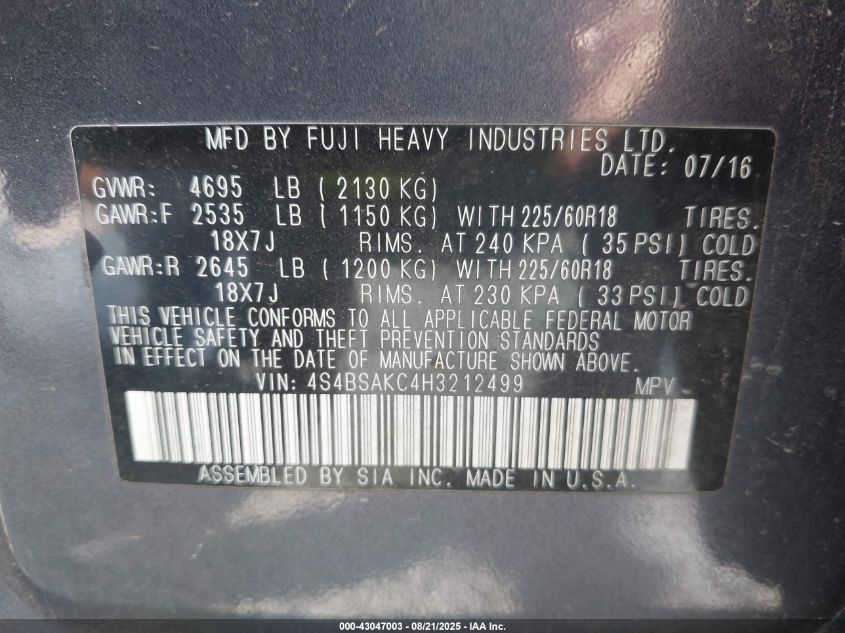 MFD BY FUJI HEAVY INDUSTRIES LTD.
DATE: 07/16
GVWR: 4695 LB ( 2130 KG)
GAWR:F 2535 LB ( 1150 KG) WITH 225/60R18 TIRES.
18X7J RIMS. AT 240 KPA ( 35 PSI) COLD
GAWR:R 2645 LB ( 1200 KG) WITH 225/60R18 TIRES.
18X7J RIMS. AT 230 KPA ( 33 PSI) COLD
THIS VEHICLE CONFORMS TO ALL APPLICABLE FEDERAL MOTOR
VEHICLE SAFETY AND THEFT PREVENTION STANDARDS
IN EFFECT ON THE DATE OF MANUFACTURE SHOWN ABOVE.
VIN: 4S4BSAKC4H3212499 MPV
ASSEMBLED BY SIA INC. MADE IN U.S.A.
000-43047003 - 08/21/2025 - IAA Inc.